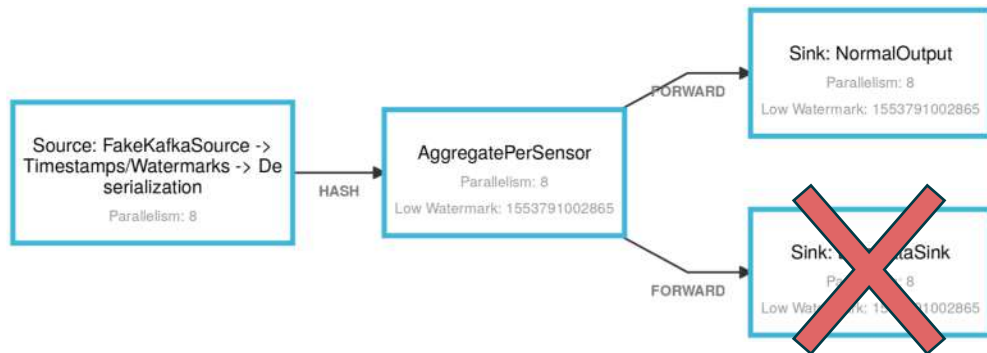 Source: FakeKafkaSource ->
Timestamps/Watermarks -> De
serialization
Parallelism: 8
HASH
AggregatePerSensor
Parallelism: 8
Low Watermark: 1553791002865
FORWARD
Sink: NormalOutput
Parallelism: 8
Low Watermark: 1553791002865
FORWARD
Sink:
8
Low